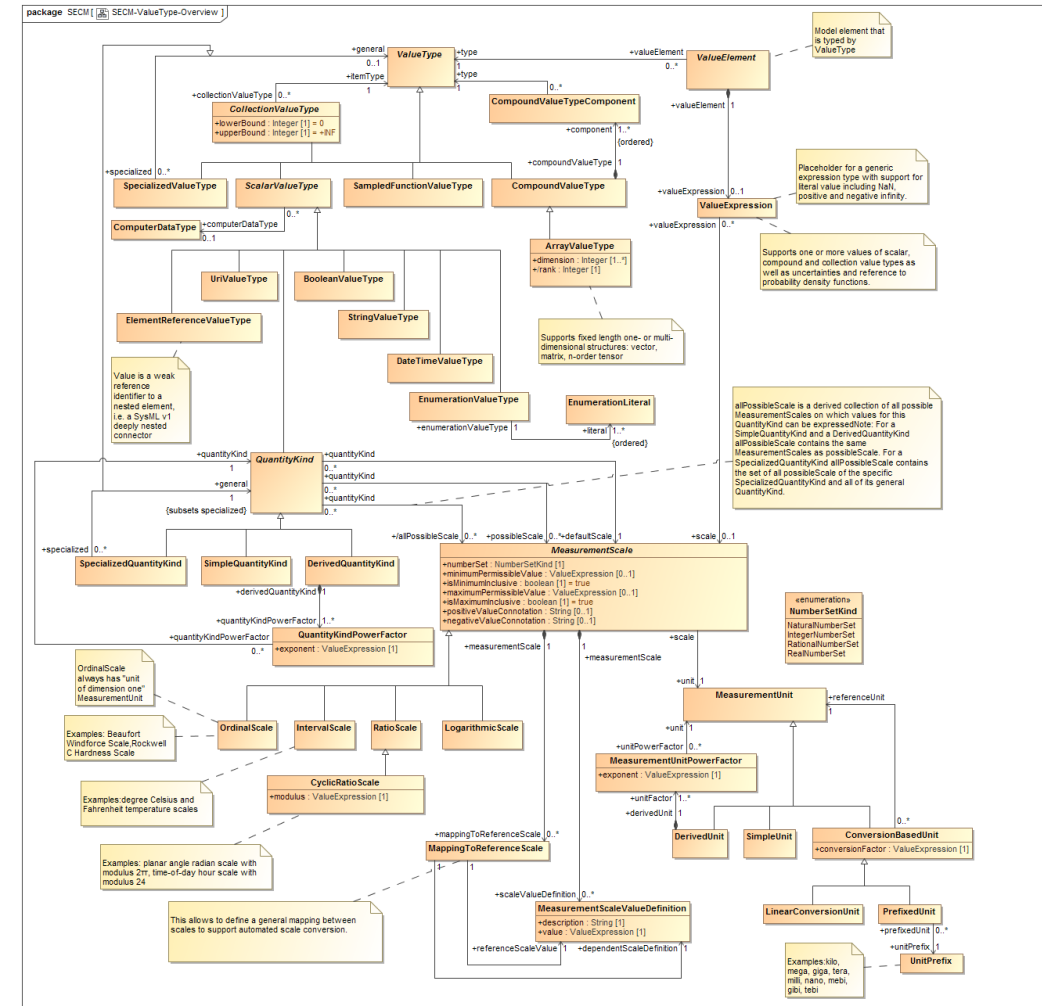 package SECM [ SECM-ValueType-Overview ]
Model element that
is typed by
ValueType
+general
0..1
ValueType
+type
1
+type
1
+itemType
1
+valueElement
0..*
ValueElement
+valueElement
1
+collectionValueType
0..*
CollectionValueType
+lowerBound : Integer [1] = 0
+upperBound : Integer [1] = +INF
CompoundValueTypeComponent
+component
1..*
{ordered}
+compoundValueType
1
+specialized
0..*
SpecializedValueType
ScalarValueType
SampledFunctionValueType
CompoundValueType
Placeholder for a generic
expression type with support for
literal value including NaN,
positive and negative infinity.
+valueExpression
0..1
ValueExpression
+valueExpression
0..*
ComputerDataType
+computerDataType
0..1
0..*
ArrayValueType
+dimension : Integer [1..*]
+/rank : Integer [1]
Supports one or more values of scalar,
compound and collection value types as
well as uncertainties and reference to
probability density functions.
UriValueType
BooleanValueType
ElementReferenceValueType
StringValueType
Supports fixed length one- or multi-
dimensional structures: vector,
matrix, n-order tensor
DateTimeValueType
Value is a weak
reference
identifier to a
nested element,
i.e. a SysML v1
deeply nested
connector
EnumerationValueType
+enumerationValueType
1
EnumerationLiteral
+literal
1..*
{ordered}
allPossibleScale is a derived collection of all possible
MeasurementScales on which values for this
QuantityKind can be expressedNote: For a
SimpleQuantityKind and a DerivedQuantityKind
allPossibleScale contains the same
MeasurementScales as possibleScale. For a
SpecializedQuantityKind allPossibleScale contains
the set of all possibleScale of the specific
SpecializedQuantityKind and all of its general
QuantityKind.
+quantityKind
1
QuantityKind
+quantityKind
0..*
+quantityKind
0..*
+quantityKind
0..*
+general
1
{subsets specialized}
+specialized
0..*
+/allPossibleScale
0..*
+possibleScale
0..*
+defaultScale
1
+scale
0..1
SpecializedQuantityKind
SimpleQuantityKind
DerivedQuantityKind
+derivedQuantityKind
1
MeasurementScale
+numberSet : NumberSetKind [1]
+minimumPermissibleValue : ValueExpression [0..1]
+isMinimumInclusive : boolean [1] = true
+maximumPermissibleValue : ValueExpression [0..1]
+isMaximumInclusive : boolean [1] = true
+positiveValueConnotation : String [0..1]
+negativeValueConnotation : String [0..1]
«enumeration»
NumberSetKind
NaturalNumberSet
IntegerNumberSet
RationalNumberSet
RealNumberSet
+quantityKindPowerFactor
1..*
+quantityKindPowerFactor
0..*
QuantityKindPowerFactor
+exponent : ValueExpression [1]
+measurementScale
1
1
+measurementScale
+scale
1
OrdinalScale
always has "unit
of dimension one"
MeasurementUnit
+unit
1
MeasurementUnit
+referenceUnit
1
Examples: Beaufort
Windforce Scale,Rockwell
C Hardness Scale
OrdinalScale
IntervalScale
RatioScale
LogarithmicScale
+unit
1
+unitPowerFactor
0..*
MeasurementUnitPowerFactor
+exponent : ValueExpression [1]
Examples:degree Celsius and
Fahrenheit temperature scales
CyclicRatioScale
+modulus : ValueExpression [1]
+unitFactor
1..*
+derivedUnit
1
0..*
DerivedUnit
SimpleUnit
ConversionBasedUnit
+conversionFactor : ValueExpression [1]
+mappingToReferenceScale
0..*
MappingToReferenceScale
1
1
Examples: planar angle radian scale with
modulus 2π, time-of-day hour scale with
modulus 24
+scaleValueDefinition
0..*
MeasurementScaleValueDefinition
+description : String [1]
+value : ValueExpression [1]
LinearConversionUnit
PrefixedUnit
+prefixedUnit
0..*
This allows to define a general mapping between
scales to support automated scale conversion.
+referenceScaleValue
1
+dependentScaleDefinition
1
+unitPrefix
1
UnitPrefix
Examples:kilo,
mega, giga, tera,
milli, nano, mebi,
gibi, tebi